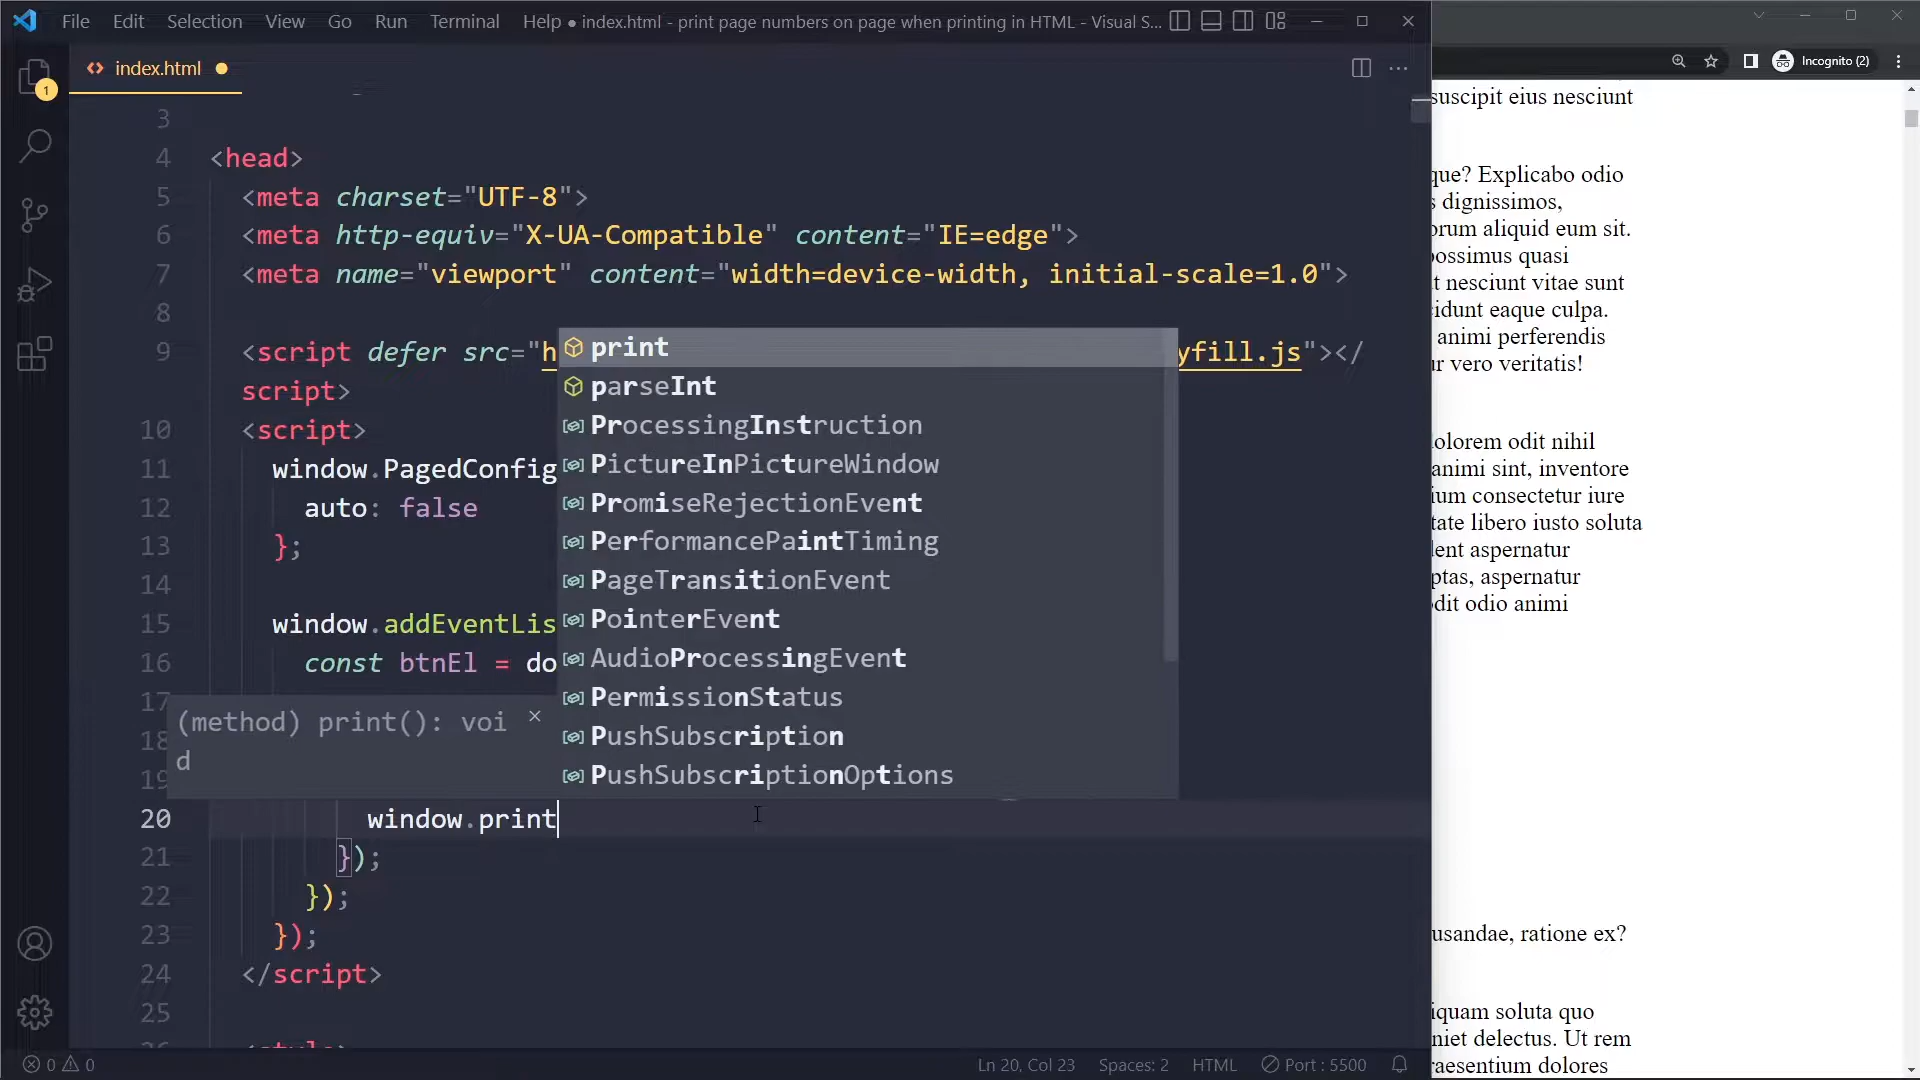 File Edit Selection View Go Run Terminal Help ● index.html - print page numbers on page when printing in HTML - Visual S...
Incognito (2)
1
index.html
3
4 <head>
5 <meta charset="UTF-8">
6 <meta http-equiv="X-UA-Compatible" content="IE=edge">
7 <meta name="viewport" content="width=device-width, initial-scale=1.0">
8
9 <script defer src="h yfill.js"></
script>
10 <script>
11 window.PagedConfig
12 auto: false
13 };
14
15 window.addEventLis
16 const btnEl = do
17
18
19
20 window.print
21 });
22 });
23 });
24 </script>
25
print
parseInt
ProcessingInstruction
PictureInPictureWindow
PromiseRejectionEvent
PerformancePaintTiming
PageTransitionEvent
PointerEvent
AudioProcessingEvent
PermissionStatus
PushSubscription
PushSubscriptionOptions
(method) print(): voi
d
0 0
Ln 20, Col 23 Spaces: 2 HTML Port : 5500
suscipit eius nesciunt
que? Explicabo odio
s dignissimos,
orum aliquid eum sit.
possimus quasi
t nesciunt vitae sunt
cidunt eaque culpa.
animi perferendis
ur vero veritatis!
dolorem odit nihil
animi sint, inventore
ium consectetur iure
tate libero iusto soluta
lent aspernatur
ptas, aspernatur
odit odio animi
usandae, ratione ex?
iquam soluta quo
niet delectus. Ut rem
raesentium dolores